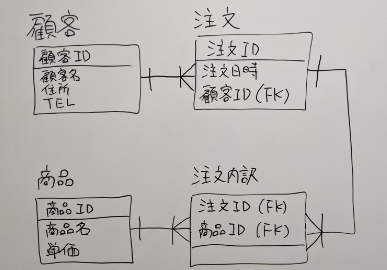 顧客
顧客ID
顧客名
住所
TEL
注文
注文ID
注文日時
顧客ID (FK)
商品
商品ID
商品名
単価
注文内訳
注文ID (FK)
商品ID (FK)